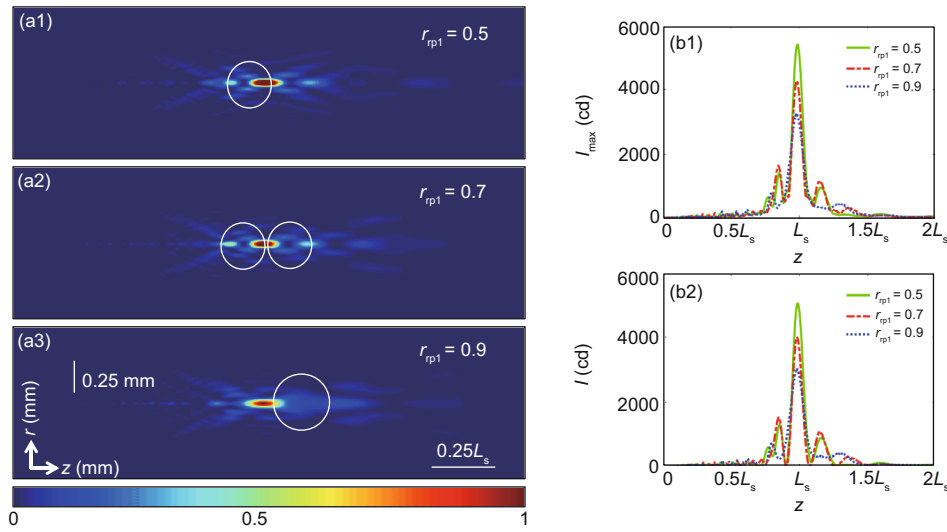 (a1)
r_rp1 = 0.5
(a2)
r_rp1 = 0.7
(a3)
r_rp1 = 0.9
0.25 mm
r (mm)
z (mm)
0.25L_s
0 0.5 1
(b1)
r_rp1 = 0.5
r_rp1 = 0.7
r_rp1 = 0.9
I_max (cd)
6000
4000
2000
0
0 0.5L_s L_s 1.5L_s 2L_s
z
(b2)
r_rp1 = 0.5
r_rp1 = 0.7
r_rp1 = 0.9
I (cd)
6000
4000
2000
0
0 0.5L_s L_s 1.5L_s 2L_s
z